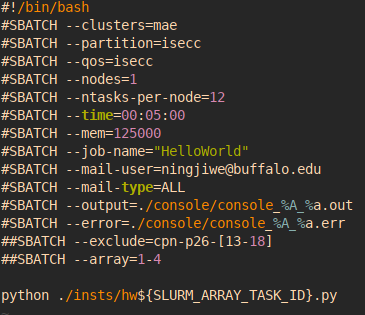 #!/bin/bash
#SBATCH --clusters=mae
#SBATCH --partition=isecc
#SBATCH --qos=isecc
#SBATCH --nodes=1
#SBATCH --ntasks-per-node=12
#SBATCH --time=00:05:00
#SBATCH --mem=125000
#SBATCH --job-name="HelloWorld"
#SBATCH --mail-user=ningjiwe@buffalo.edu
#SBATCH --mail-type=ALL
#SBATCH --output=./console/console_%A_%a.out
#SBATCH --error=./console/console_%A_%a.err
##SBATCH --exclude=cpn-p26-[13-18]
##SBATCH --array=1-4
python ./insts/hw${SLURM_ARRAY_TASK_ID}.py
~